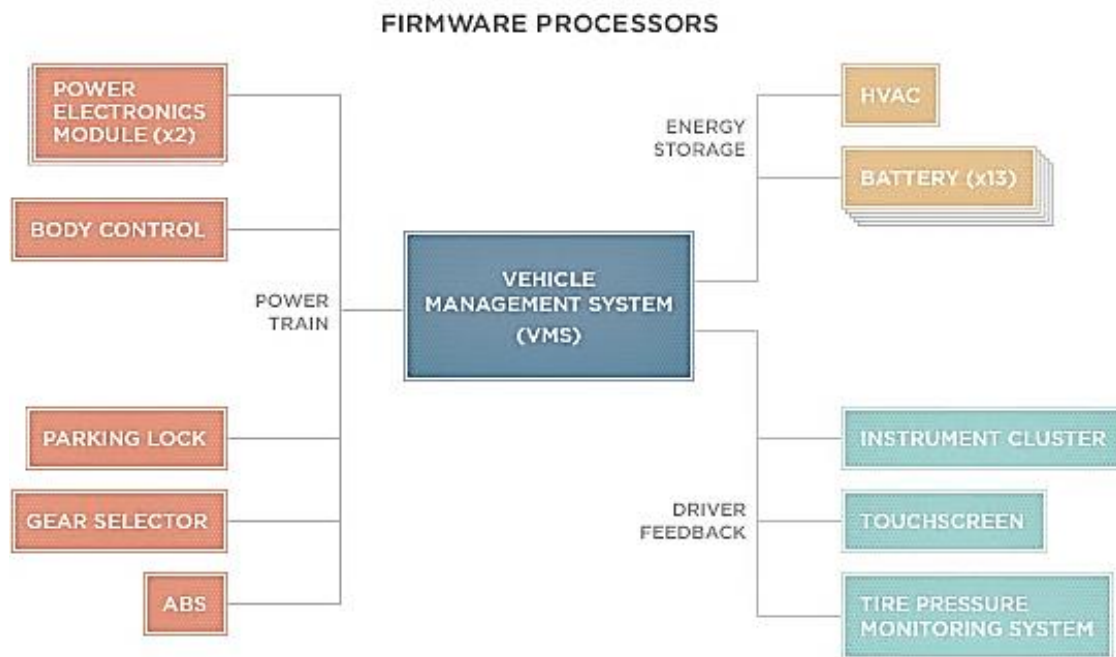 FIRMWARE PROCESSORS
POWER
ELECTRONICS
MODULE (x2)
BODY CONTROL
POWER
TRAIN
PARKING LOCK
GEAR SELECTOR
ABS
VEHICLE
MANAGEMENT SYSTEM
(VMS)
ENERGY
STORAGE
HVAC
BATTERY (x13)
DRIVER
FEEDBACK
INSTRUMENT CLUSTER
TOUCHSCREEN
TIRE PRESSURE
MONITORING SYSTEM